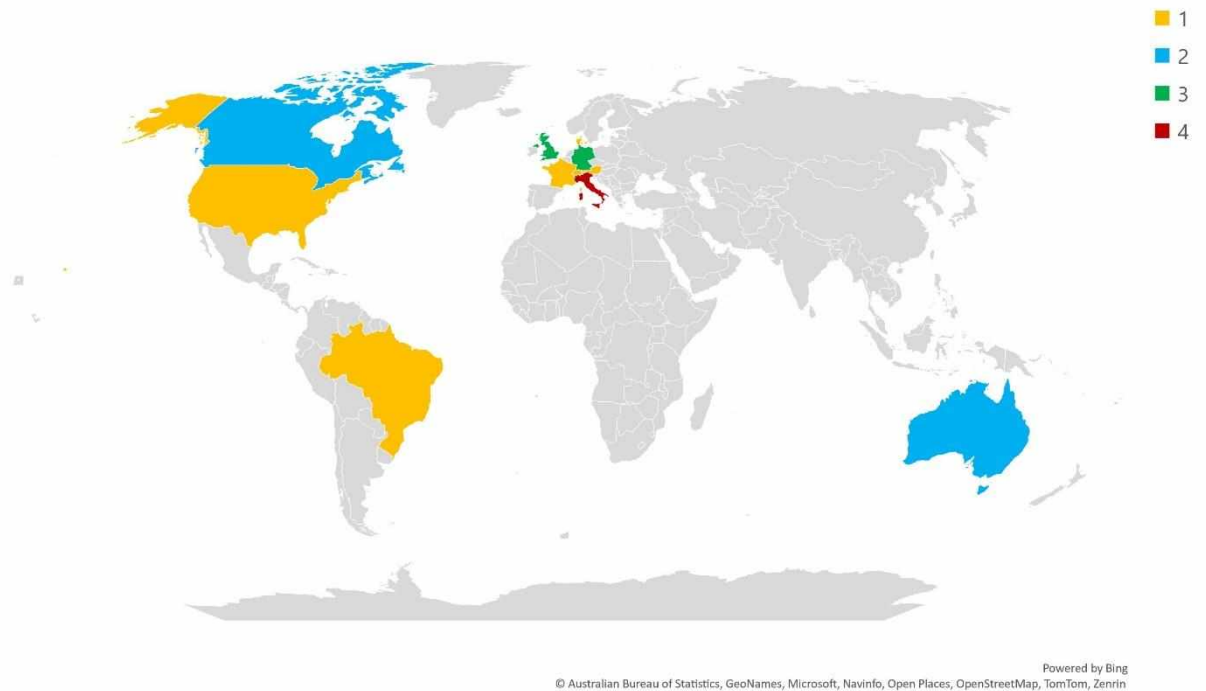 1
2
3
4
Powered by Bing
© Australian Bureau of Statistics, GeoNames, Microsoft, Navinfo, Open Places, OpenStreetMap, TomTom, Zenrin